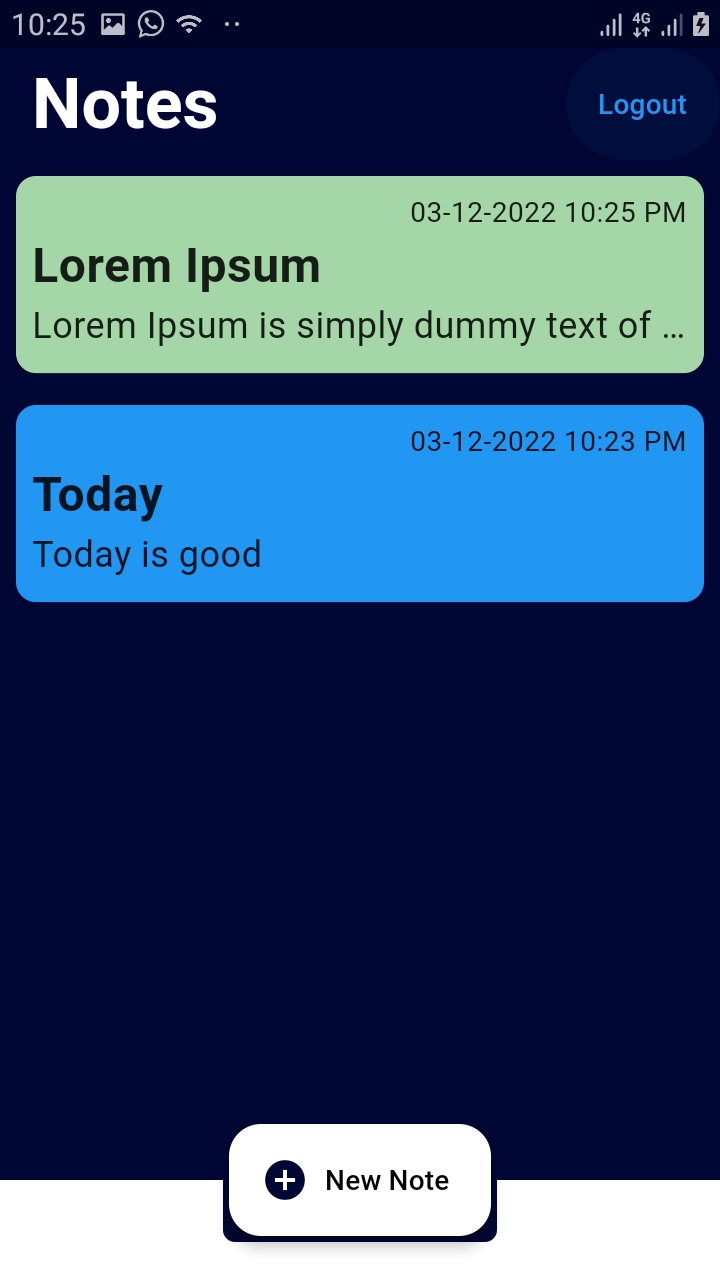 10:25
4G
Notes
Logout
03-12-2022 10:25 PM
Lorem Ipsum
Lorem Ipsum is simply dummy text of …
03-12-2022 10:23 PM
Today
Today is good
New Note